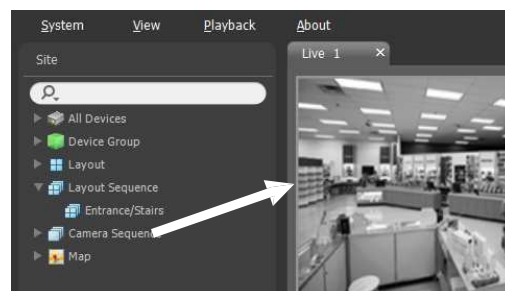 System View Playback About
Site
Live 1 ×
All Devices
Device Group
Layout
Layout Sequence
Entrance/Stairs
Camera Sequence
Map